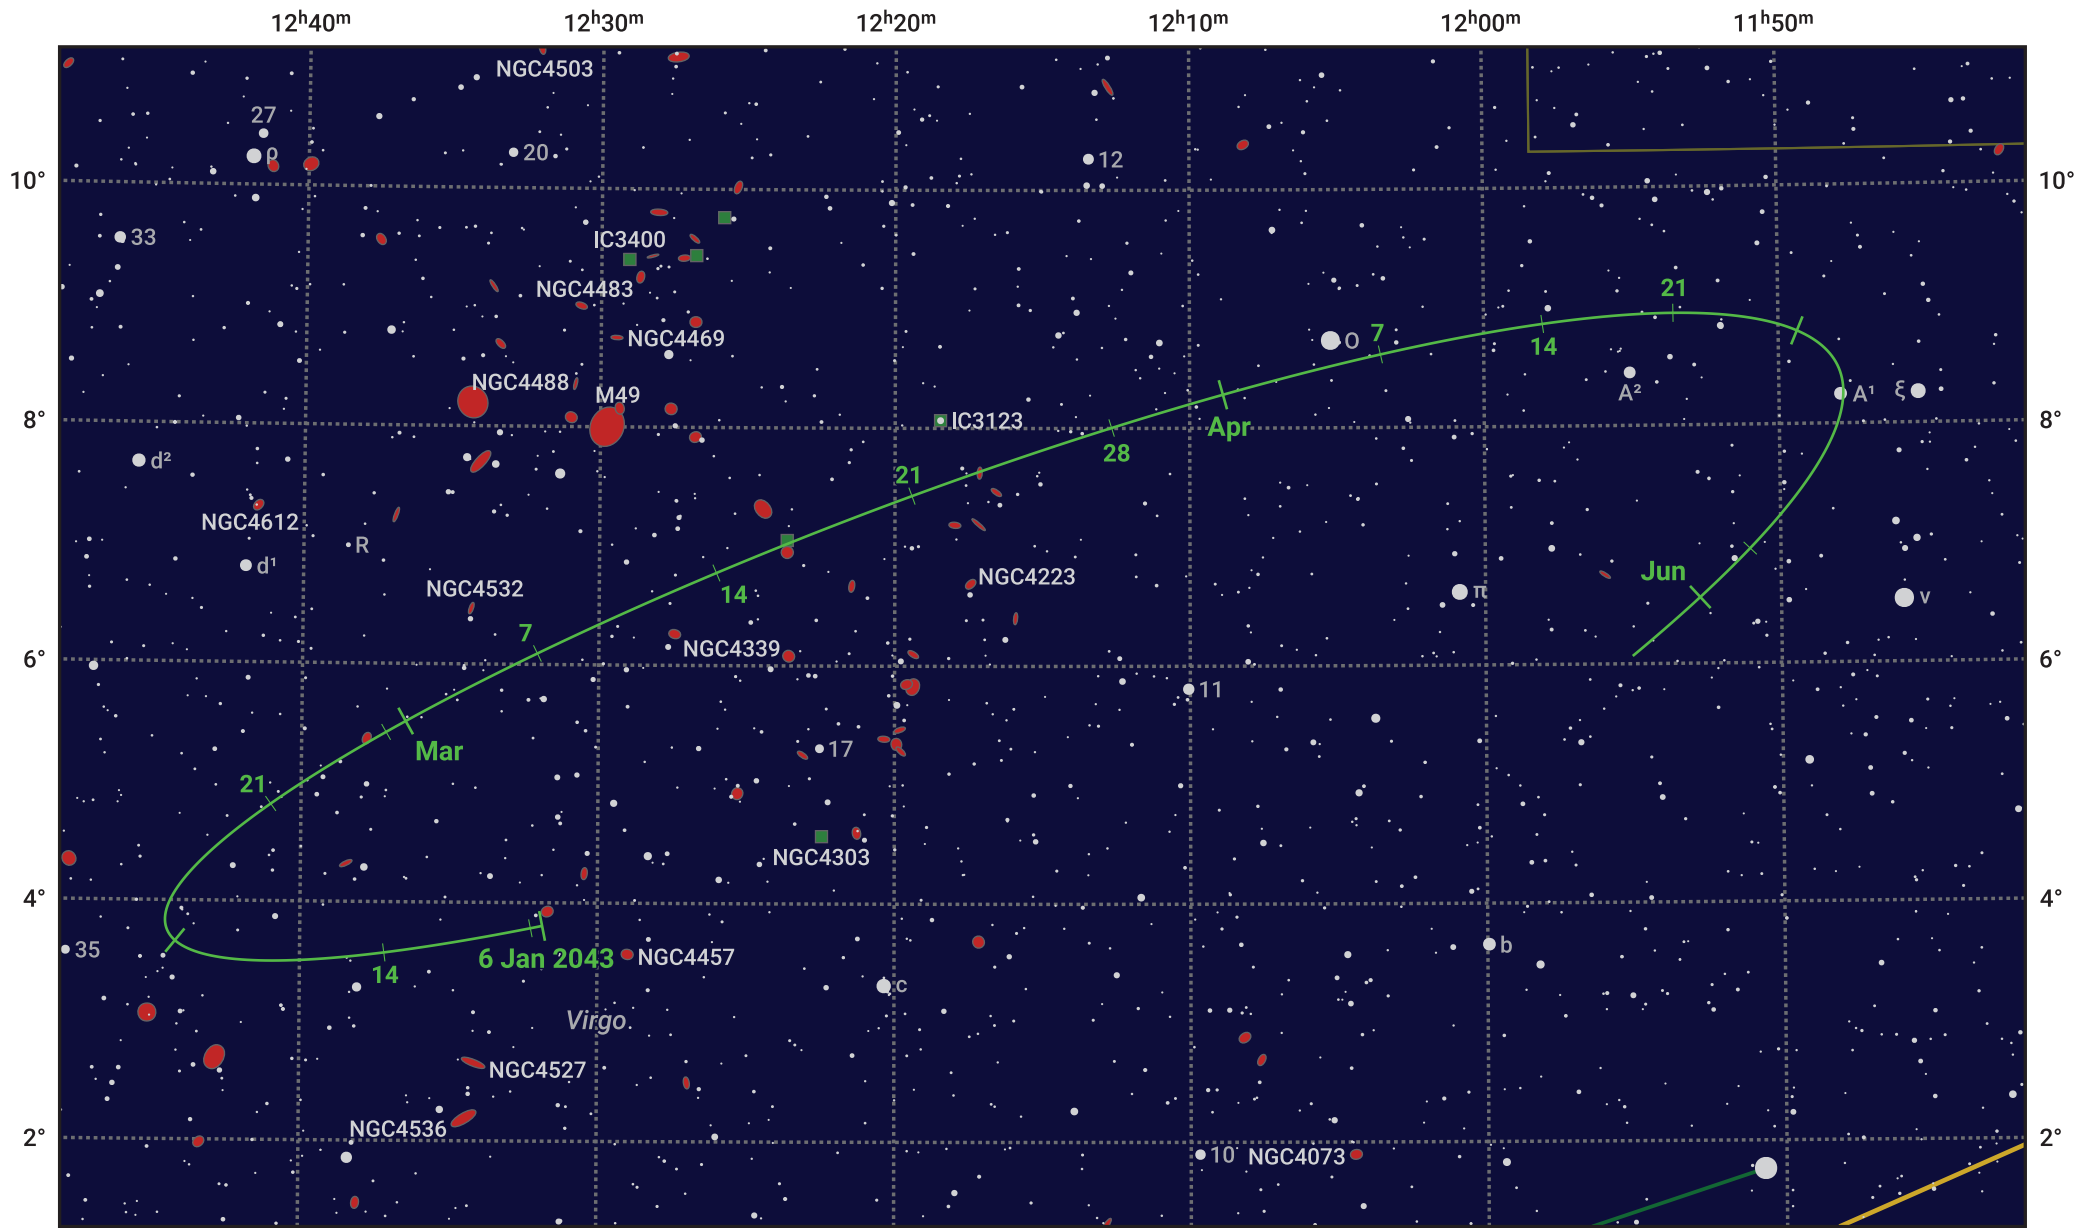 12ʰ40ᵐ 12ʰ30ᵐ 12ʰ20ᵐ 12ʰ10ᵐ 12ʰ00ᵐ 11ʰ50ᵐ
NGC4503
27
ρ
20
12
10° 10°
33
IC3400
NGC4483
21
NGC4469
7
O
14
NGC4488
M49
A²
A¹
ξ
8° 8°
IC3123
Apr
28
d²
21
NGC4612
R
d¹
Jun
NGC4223
NGC4532
14
π
ν
7
NGC4339
6° 6°
11
Mar
17
21
NGC4303
4° 4°
35
b
6 Jan 2043
NGC4457
14
c
Virgo
NGC4527
NGC4536
2° 2°
10
NGC4073